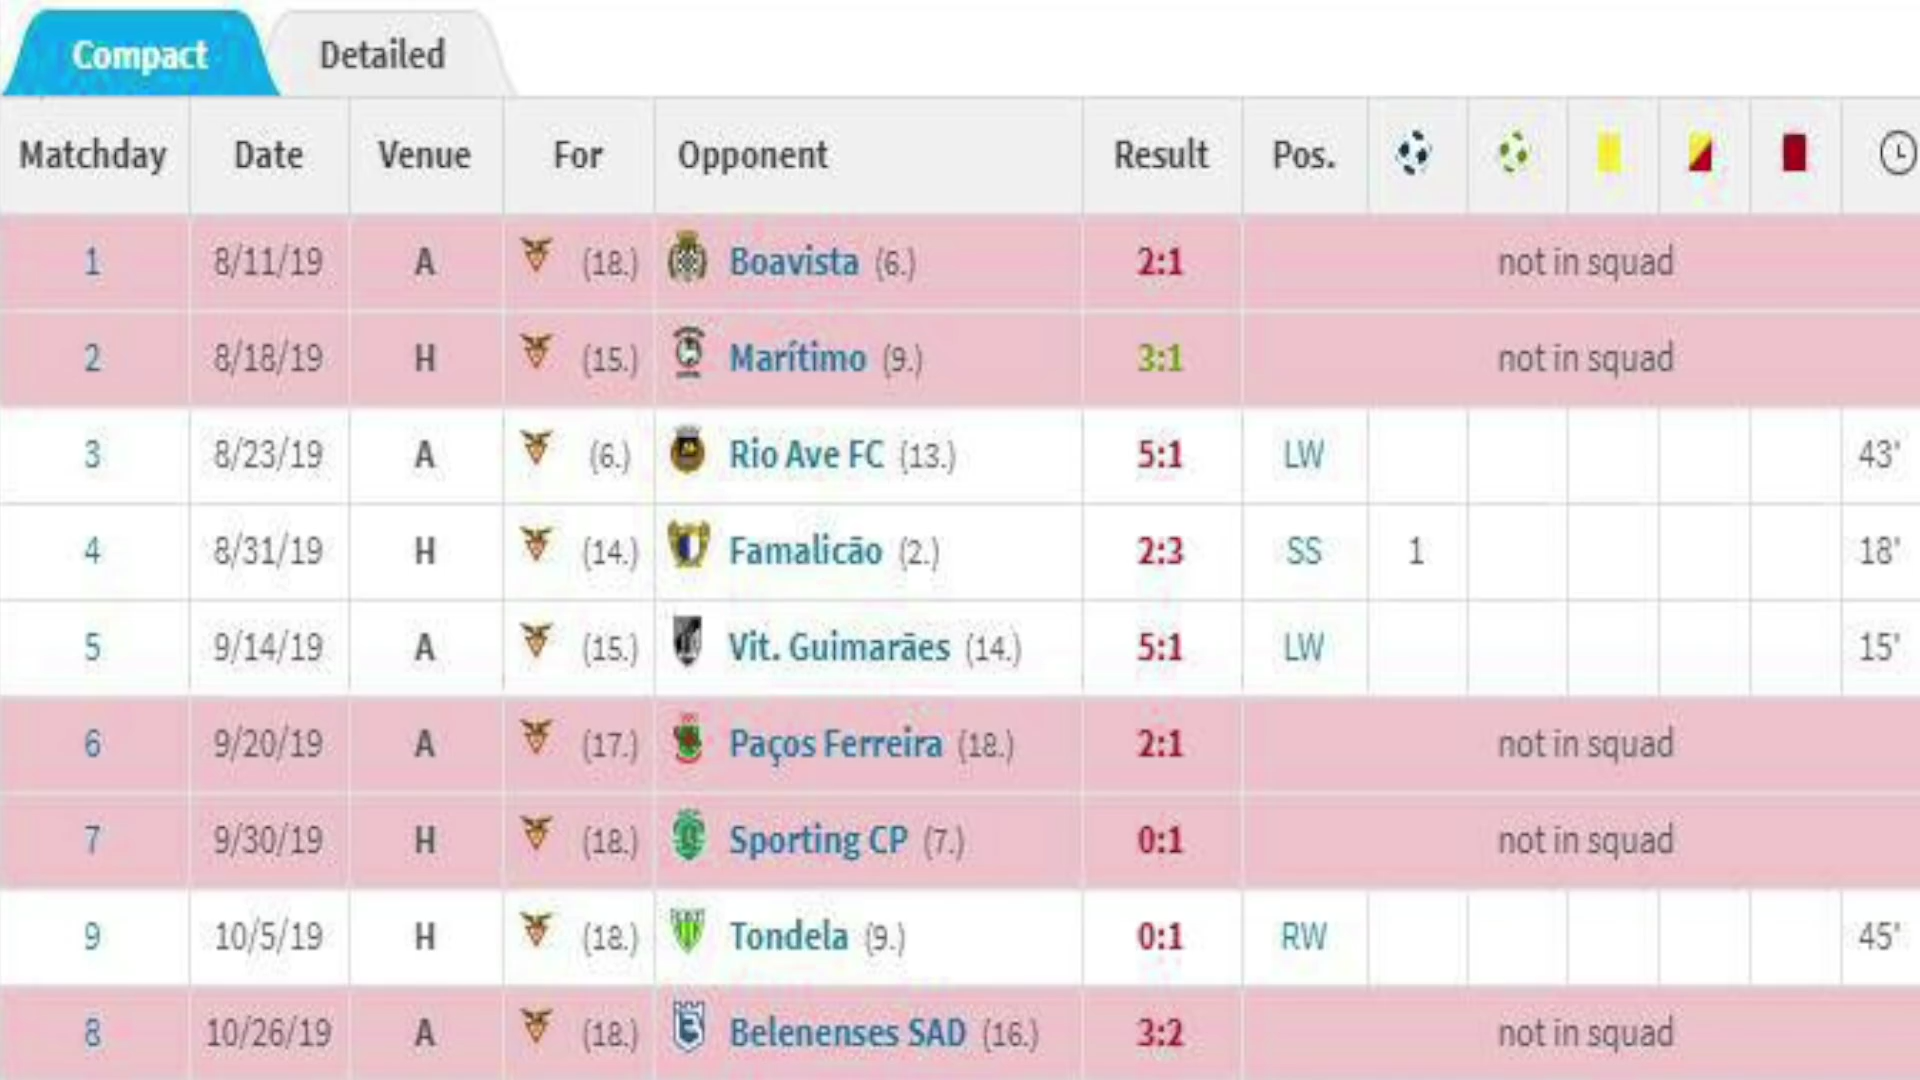 Compact Detailed
Matchday Date Venue For Opponent Result Pos.
1 8/11/19 A (18.) Boavista (6.) 2:1 not in squad
2 8/18/19 H (15.) Marítimo (9.) 3:1 not in squad
3 8/23/19 A (6.) Rio Ave FC (13.) 5:1 LW 43'
4 8/31/19 H (14.) Famalicão (2.) 2:3 SS 1 18'
5 9/14/19 A (15.) Vit. Guimarães (14.) 5:1 LW 15'
6 9/20/19 A (17.) Paços Ferreira (18.) 2:1 not in squad
7 9/30/19 H (18.) Sporting CP (7.) 0:1 not in squad
9 10/5/19 H (18.) Tondela (9.) 0:1 RW 45'
8 10/26/19 A (18.) Belenenses SAD (16.) 3:2 not in squad